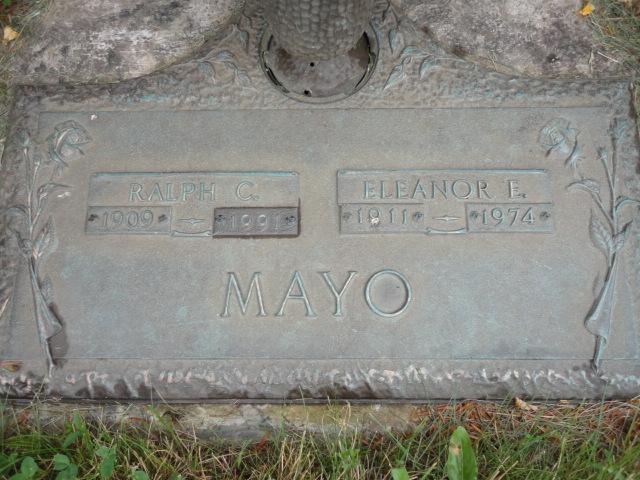 RALPH C.
1909 1991
ELEANOR E.
1911 1974
MAYO